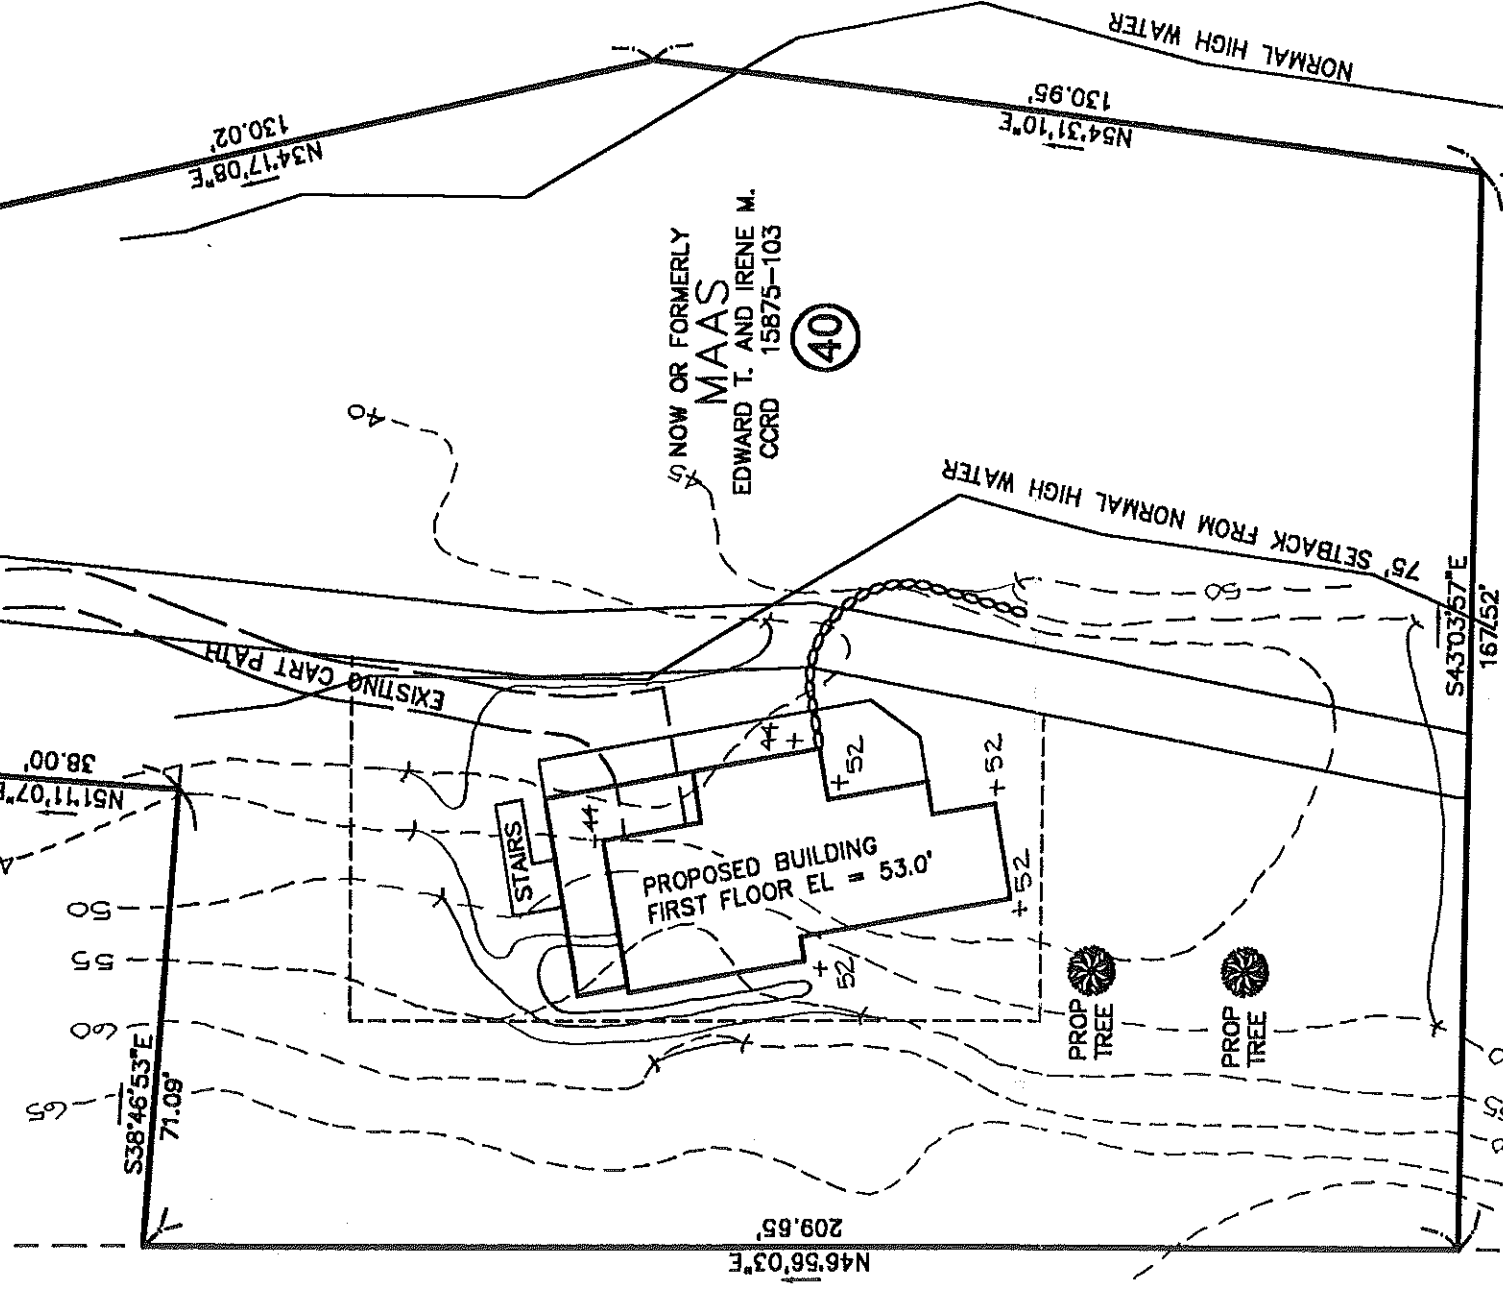 NORMAL HIGH WATER
130.02'
N34°17'08"E
130.95'
N54°31'10"E
NOW OR FORMERLY
MAAS
EDWARD T. AND IRENE M.
CCRD 15875-103
40
40
45
75' SETBACK FROM NORMAL HIGH WATER
50
S43°03'57"E
167.52'
EXISTING CART PATH
38.00'
N51°11'07"E
44
52
52
44
STAIRS
PROPOSED BUILDING
FIRST FLOOR EL = 53.0'
52
52
50
55
60
65
PROP
TREE
PROP
TREE
S38°46'53"E
71.09'
209.65'
N46°56'03"E